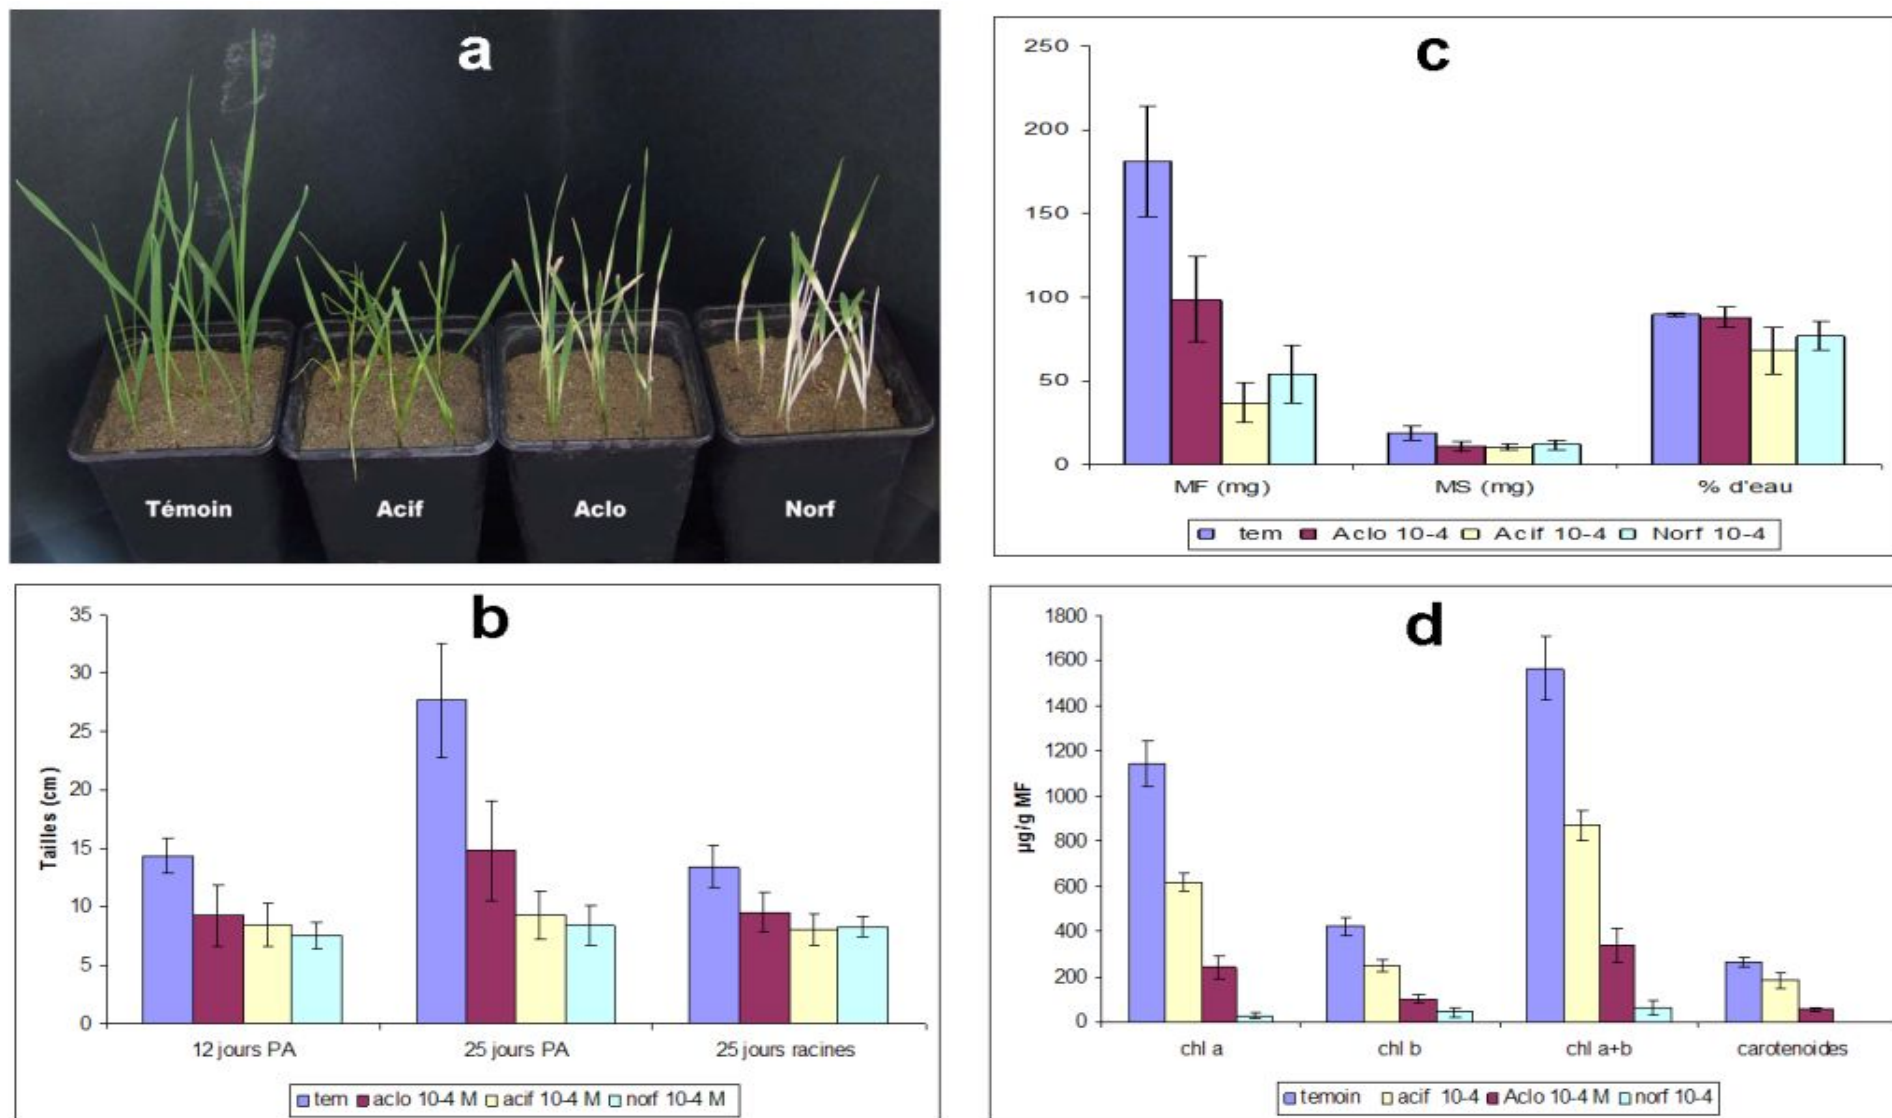 a
Témoin
Acif
Aclo
Norf
c
250
200
150
100
50
0
MF (mg)
MS (mg)
% d'eau
tem
Aclo 10-4
Acif 10-4
Norf 10-4
b
Tailles (cm)
35
30
25
20
15
10
5
0
12 jours PA
25 jours PA
25 jours racines
tem
aclo 10-4 M
acif 10-4 M
norf 10-4 M
d
µg/g MF
1800
1600
1400
1200
1000
800
600
400
200
0
chl a
chl b
chl a+b
carotenoides
temoin
acif 10-4
Aclo 10-4 M
norf 10-4